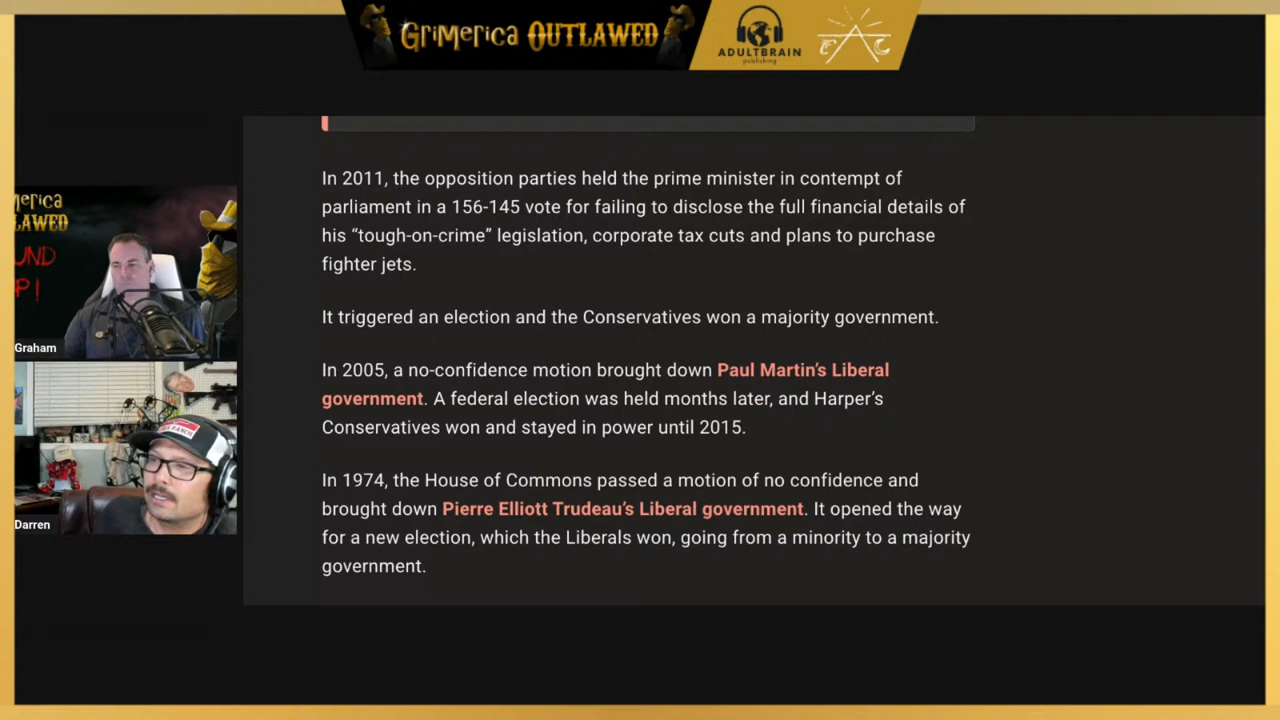 GriMerica OUTLAWED
ADULTBRAIN
publishing
merica
LAWED
UND
P!
Graham
Darren
In 2011, the opposition parties held the prime minister in contempt of
parliament in a 156-145 vote for failing to disclose the full financial details of
his “tough-on-crime” legislation, corporate tax cuts and plans to purchase
fighter jets.
It triggered an election and the Conservatives won a majority government.
In 2005, a no-confidence motion brought down Paul Martin’s Liberal
government. A federal election was held months later, and Harper’s
Conservatives won and stayed in power until 2015.
In 1974, the House of Commons passed a motion of no confidence and
brought down Pierre Elliott Trudeau’s Liberal government. It opened the way
for a new election, which the Liberals won, going from a minority to a majority
government.